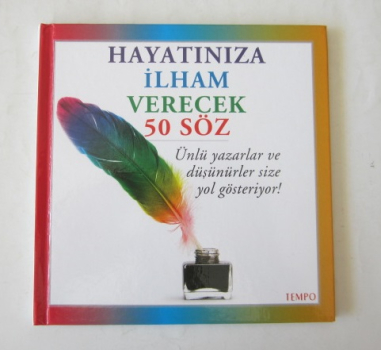 HAYATINIZA
İLHAM
VERECEK
50 SÖZ
Ünlü yazarlar ve
düşünürler size
yol gösteriyor!
TEMPO